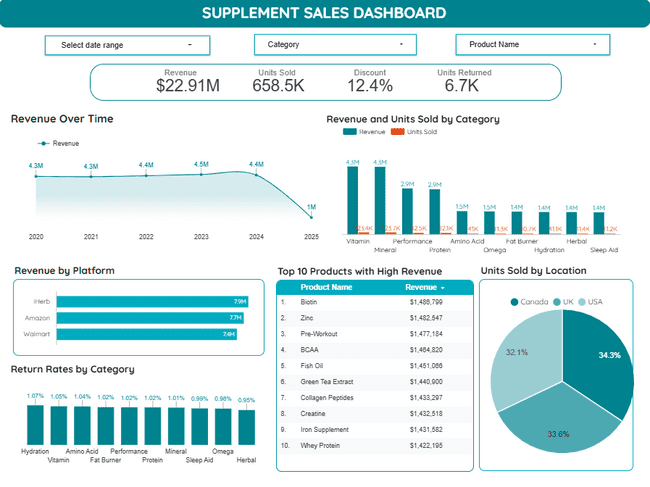 SUPPLEMENT SALES DASHBOARD
Select date range
Category
Product Name
Revenue Units Sold Discount Units Returned
$22.91M 658.5K 12.4% 6.7K
Revenue Over Time
Revenue
4.3M 4.3M 4.4M 4.5M 4.4M 1M
2020 2021 2022 2023 2024 2025
Revenue and Units Sold by Category
Revenue Units Sold
4.3M 4.3M 2.9M 2.9M 1.5M 1.5M 1.4M 1.4M 1.4M 1.4M
Vitamin Performance Amino Acid Fat Burner Herbal
Mineral Protein Omega Hydration Sleep Aid
Revenue by Platform
iHerb 7.9M
Amazon 7.7M
Walmart 7.4M
Return Rates by Category
1.07% 1.05% 1.04% 1.02% 1.02% 1.02% 1.01% 0.99% 0.98% 0.95%
Hydration Amino Acid Performance Mineral Omega
Vitamin Fat Burner Protein Sleep Aid Herbal
Top 10 Products with High Revenue
Product Name Revenue
1. Biotin $1,486,799
2. Zinc $1,482,547
3. Pre-Workout $1,477,184
4. BCAA $1,464,820
5. Fish Oil $1,451,086
6. Green Tea Extract $1,440,900
7. Collagen Peptides $1,433,297
8. Creatine $1,432,518
9. Iron Supplement $1,431,582
10. Whey Protein $1,422,195
Units Sold by Location
Canada UK USA
32.1%
34.3%
33.6%